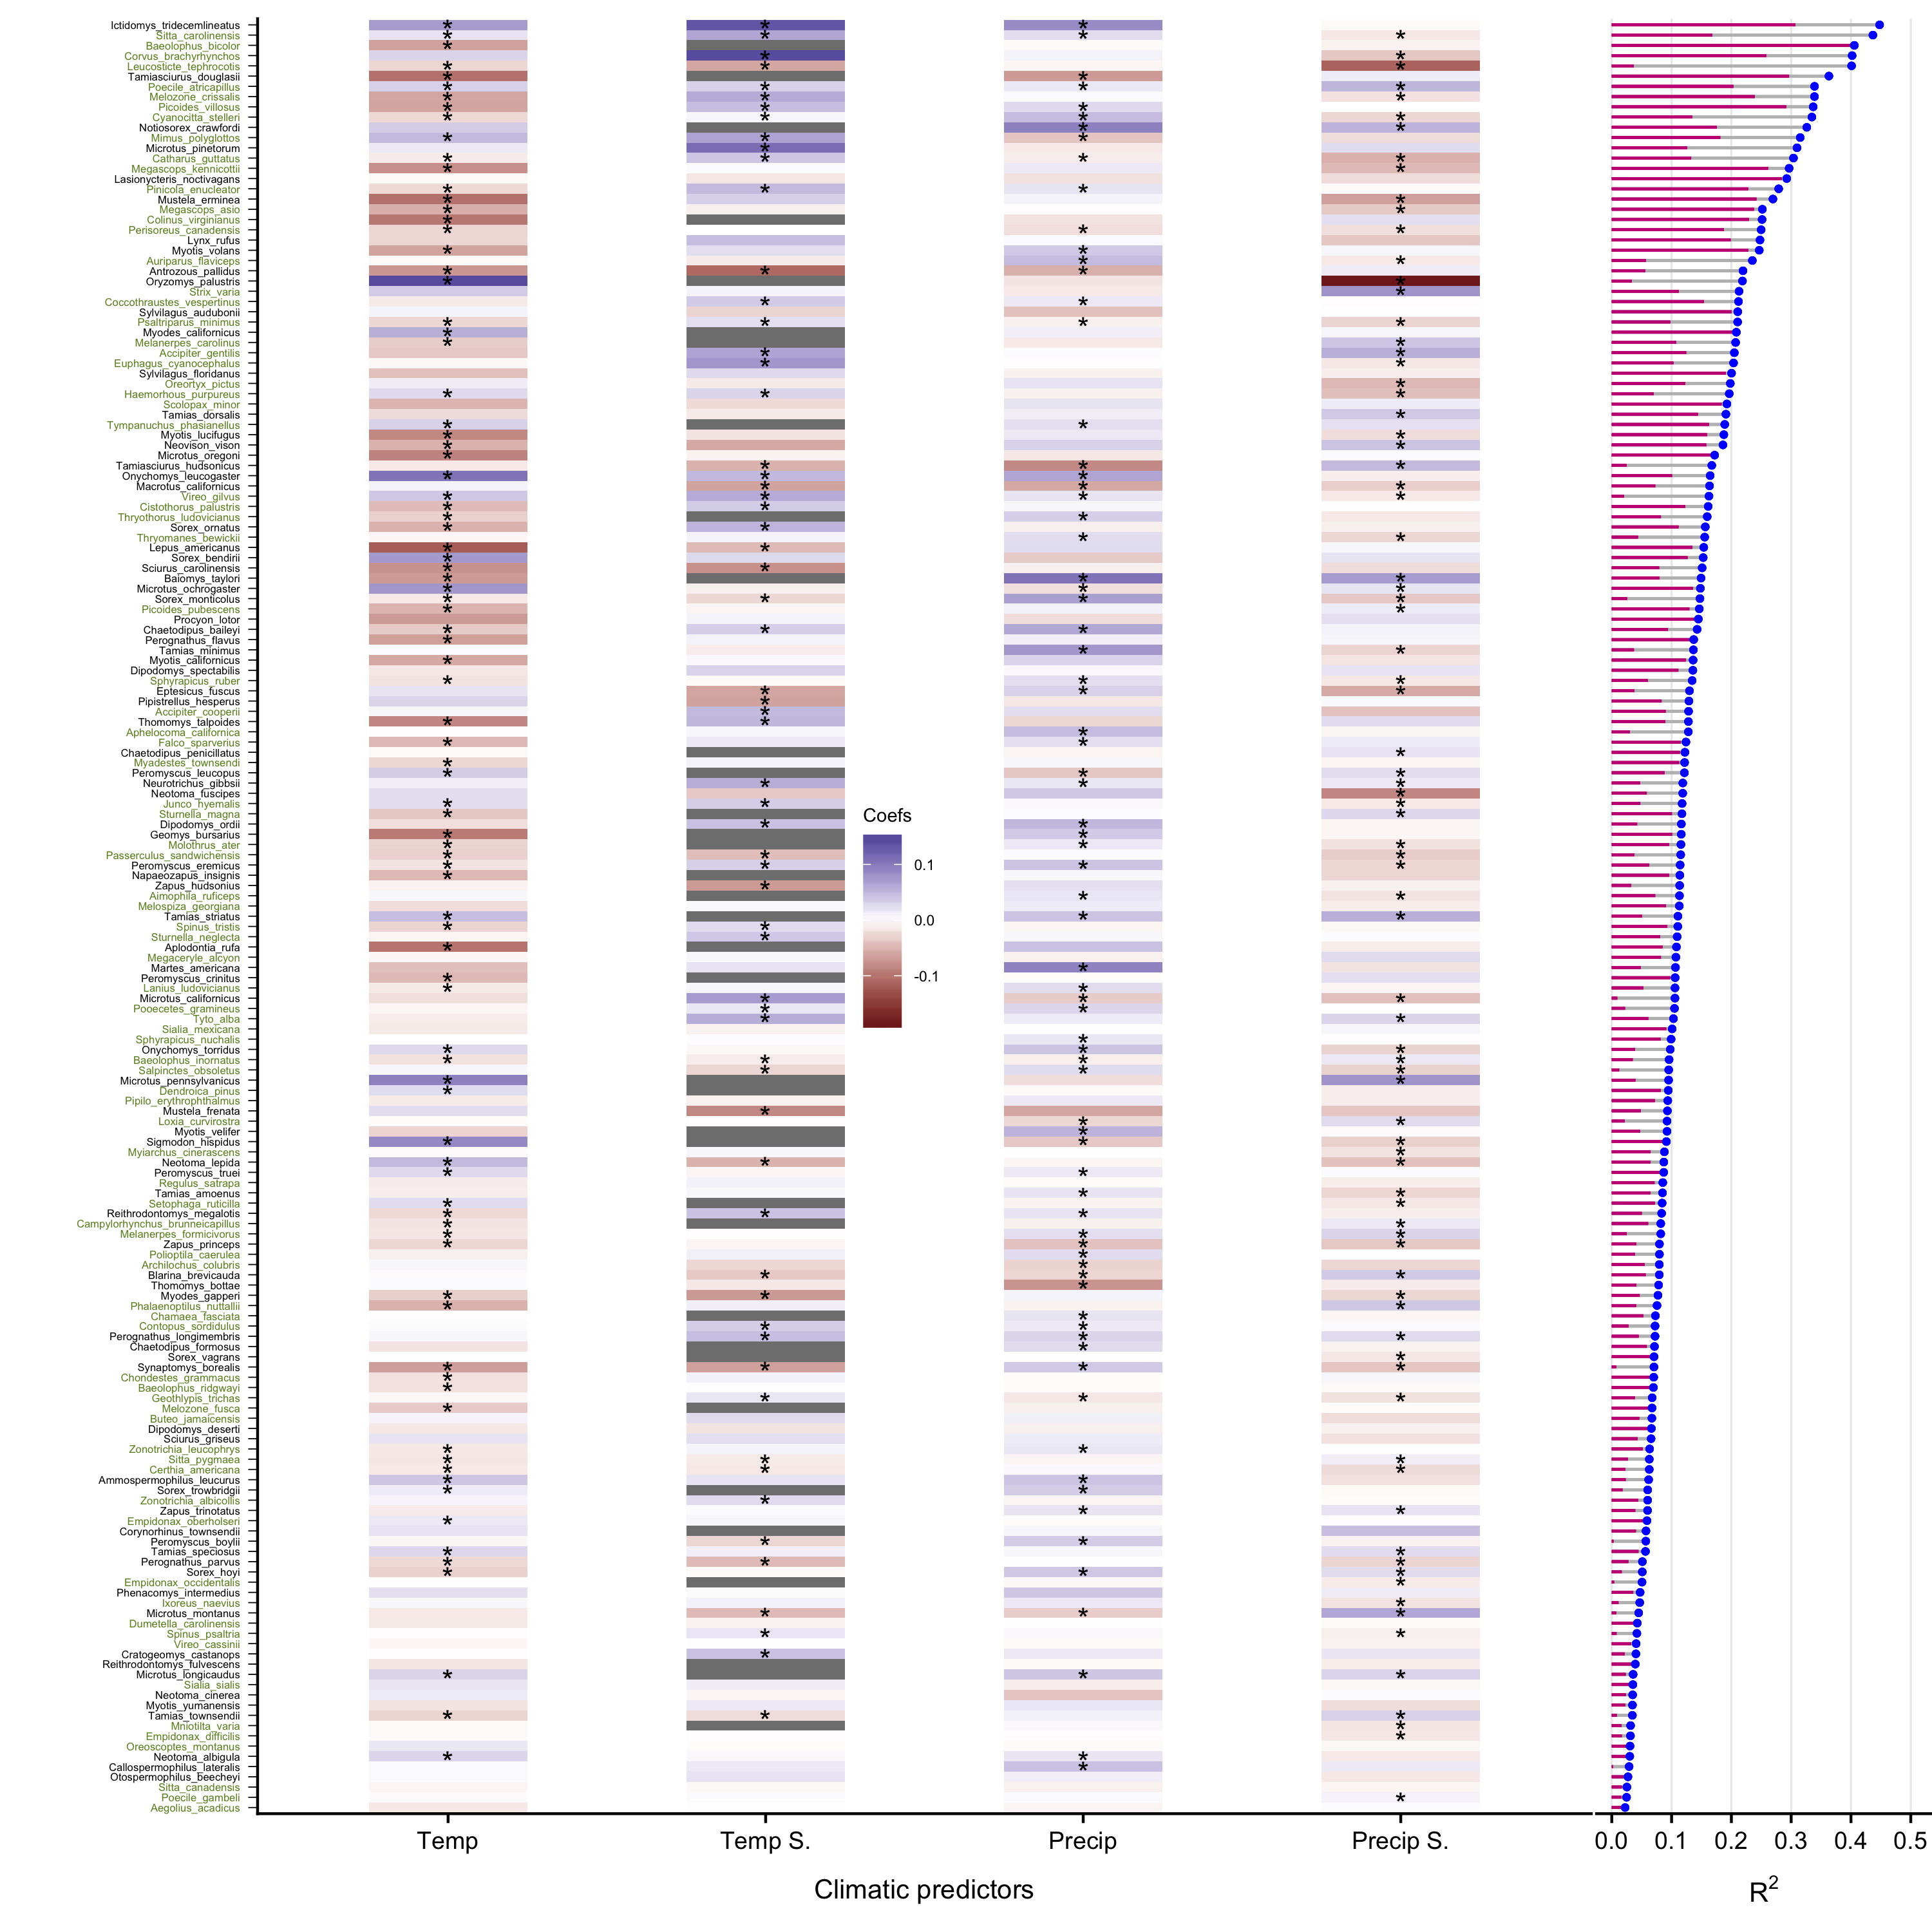 Ictidomys_tridecemlineatus
Sitta_carolinensis
Baeolophus_bicolor
Corvus_brachyrhynchos
Leucosticte_tephrocotis
Tamiasciurus_douglasii
Poecile_atricapillus
Melozone_crissalis
Picoides_villosus
Cyanocitta_stelleri
Notiosorex_crawfordi
Mimus_polyglottos
Microtus_pinetorum
Catharus_guttatus
Megascops_kennicottii
Lasionycteris_noctivagans
Pinicola_enucleator
Mustela_erminea
Megascops_asio
Colinus_virginianus
Perisoreus_canadensis
Lynx_rufus
Myotis_volans
Auriparus_flaviceps
Antrozous_pallidus
Oryzomys_palustris
Strix_varia
Coccothraustes_vespertinus
Sylvilagus_audubonii
Psaltriparus_minimus
Myodes_californicus
Melanerpes_carolinus
Accipiter_gentilis
Euphagus_cyanocephalus
Sylvilagus_floridanus
Oreortyx_pictus
Haemorhous_purpureus
Scolopax_minor
Tamias_dorsalis
Tympanuchus_phasianellus
Myotis_lucifugus
Neovison_vison
Microtus_oregoni
Tamiasciurus_hudsonicus
Onychomys_leucogaster
Macrotus_californicus
Vireo_gilvus
Cistothorus_palustris
Thryothorus_ludovicianus
Sorex_ornatus
Thryomanes_bewickii
Lepus_americanus
Sorex_bendirii
Sciurus_carolinensis
Baiomys_taylori
Microtus_ochrogaster
Sorex_monticolus
Picoides_pubescens
Procyon_lotor
Chaetodipus_baileyi
Perognathus_flavus
Tamias_minimus
Myotis_californicus
Dipodomys_spectabilis
Sphyrapicus_ruber
Eptesicus_fuscus
Pipistrellus_hesperus
Accipiter_cooperii
Thomomys_talpoides
Aphelocoma_californica
Falco_sparverius
Chaetodipus_penicillatus
Myadestes_townsendi
Peromyscus_leucopus
Neurotrichus_gibbsii
Neotoma_fuscipes
Junco_hyemalis
Sturnella_magna
Dipodomys_ordii
Geomys_bursarius
Molothrus_ater
Passerculus_sandwichensis
Peromyscus_eremicus
Napaeozapus_insignis
Zapus_hudsonius
Aimophila_ruficeps
Melospiza_georgiana
Tamias_striatus
Spinus_tristis
Sturnella_neglecta
Aplodontia_rufa
Megaceryle_alcyon
Martes_americana
Peromyscus_crinitus
Lanius_ludovicianus
Microtus_californicus
Pooecetes_gramineus
Tyto_alba
Sialia_mexicana
Sphyrapicus_nuchalis
Onychomys_torridus
Baeolophus_inornatus
Salpinctes_obsoletus
Microtus_pennsylvanicus
Dendroica_pinus
Pipilo_erythrophthalmus
Mustela_frenata
Loxia_curvirostra
Myotis_velifer
Sigmodon_hispidus
Myiarchus_cinerascens
Neotoma_lepida
Peromyscus_truei
Regulus_satrapa
Tamias_amoenus
Setophaga_ruticilla
Reithrodontomys_megalotis
Campylorhynchus_brunneicapillus
Melanerpes_formicivorus
Zapus_princeps
Polioptila_caerulea
Archilochus_colubris
Blarina_brevicauda
Thomomys_bottae
Myodes_gapperi
Phalaenoptilus_nuttallii
Chamaea_fasciata
Contopus_sordidulus
Perognathus_longimembris
Chaetodipus_formosus
Sorex_vagrans
Synaptomys_borealis
Chondestes_grammacus
Baeolophus_ridgwayi
Geothlypis_trichas
Melozone_fusca
Buteo_jamaicensis
Dipodomys_deserti
Sciurus_griseus
Zonotrichia_leucophrys
Sitta_pygmaea
Certhia_americana
Ammospermophilus_leucurus
Sorex_trowbridgii
Zonotrichia_albicollis
Zapus_trinotatus
Empidonax_oberholseri
Corynorhinus_townsendii
Peromyscus_boylii
Tamias_speciosus
Perognathus_parvus
Sorex_hoyi
Empidonax_occidentalis
Phenacomys_intermedius
Ixoreus_naevius
Microtus_montanus
Dumetella_carolinensis
Spinus_psaltria
Vireo_cassinii
Cratogeomys_castanops
Reithrodontomys_fulvescens
Microtus_longicaudus
Sialia_sialis
Neotoma_cinerea
Myotis_yumanensis
Tamias_townsendii
Mniotilta_varia
Empidonax_difficilis
Oreoscoptes_montanus
Neotoma_albigula
Callospermophilus_lateralis
Otospermophilus_beecheyi
Sitta_canadensis
Poecile_gambeli
Aegolius_acadicus
Coefs
0.1
0.0
-0.1
Temp Temp S. Precip Precip S.
Climatic predictors
0.0 0.1 0.2 0.3 0.4 0.5
R²